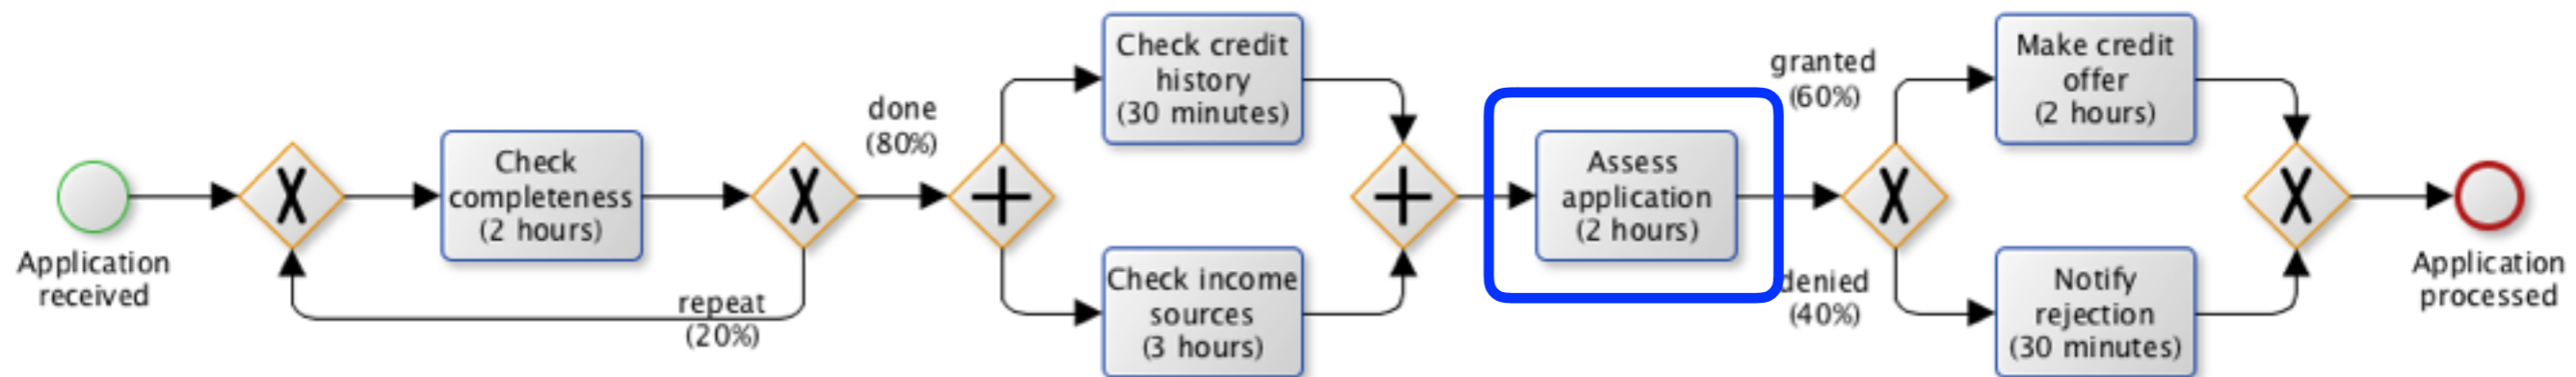 Application
received
Check
completeness
(2 hours)
repeat
(20%)
done
(80%)
Check credit
history
(30 minutes)
Check income
sources
(3 hours)
Assess
application
(2 hours)
granted
(60%)
denied
(40%)
Make credit
offer
(2 hours)
Notify
rejection
(30 minutes)
Application
processed